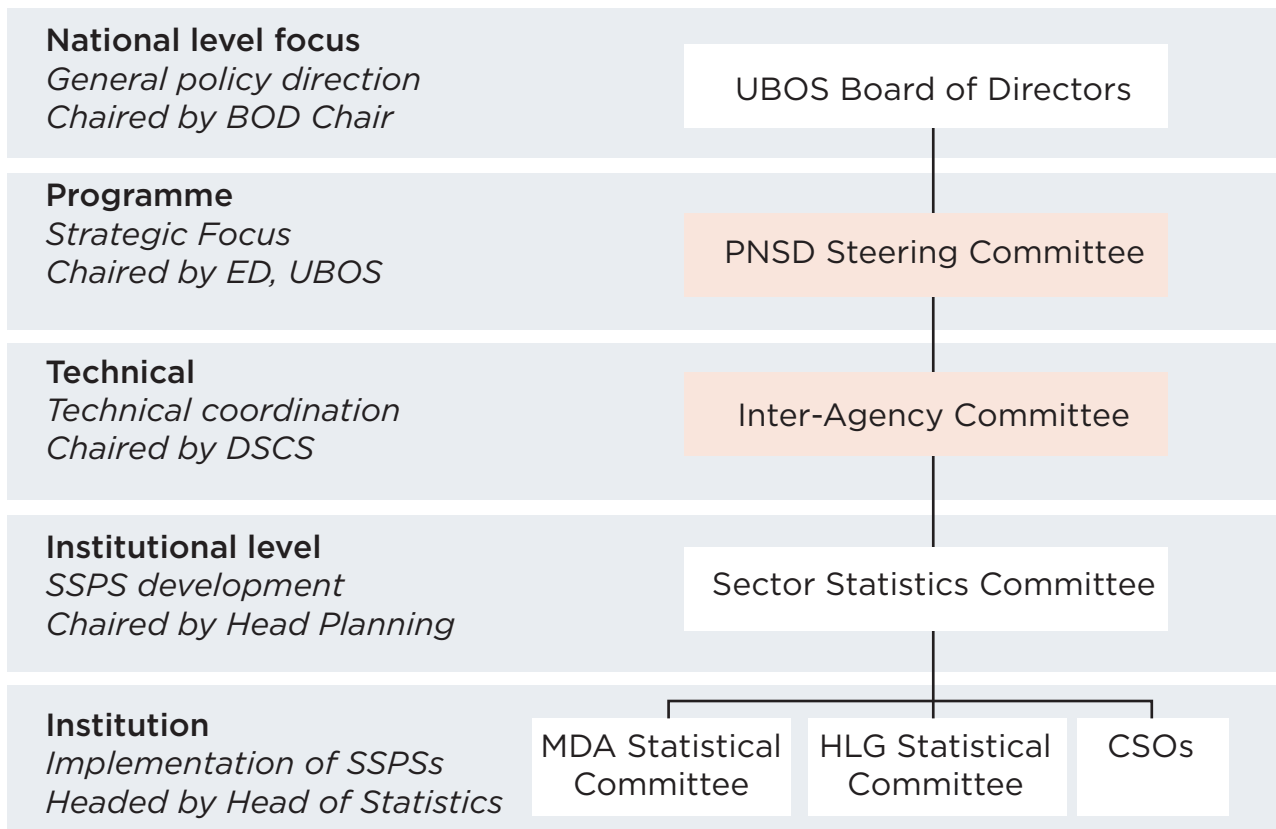 National level focus
General policy direction
Chaired by BOD Chair
UBOS Board of Directors
Programme
Strategic Focus
Chaired by ED, UBOS
PNSD Steering Committee
Technical
Technical coordination
Chaired by DSCS
Inter-Agency Committee
Institutional level
SSPS development
Chaired by Head Planning
Sector Statistics Committee
Institution
Implementation of SSPSs
Headed by Head of Statistics
MDA Statistical
Committee
HLG Statistical
Committee
CSOs